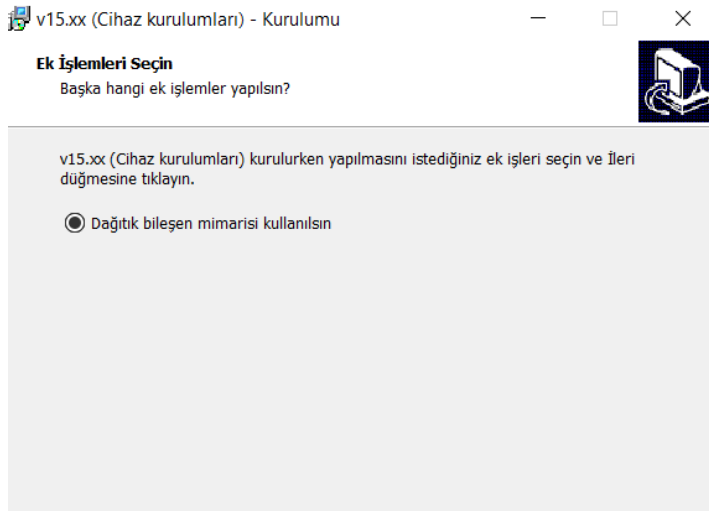 v15.xx (Cihaz kurulumları) - Kurulumu
Ek İşlemleri Seçin
Başka hangi ek işlemler yapılsın?
v15.xx (Cihaz kurulumları) kurulurken yapılmasını istediğiniz ek işleri seçin ve İleri
düğmesine tıklayın.
Dağıtık bileşen mimarisi kullanılsın